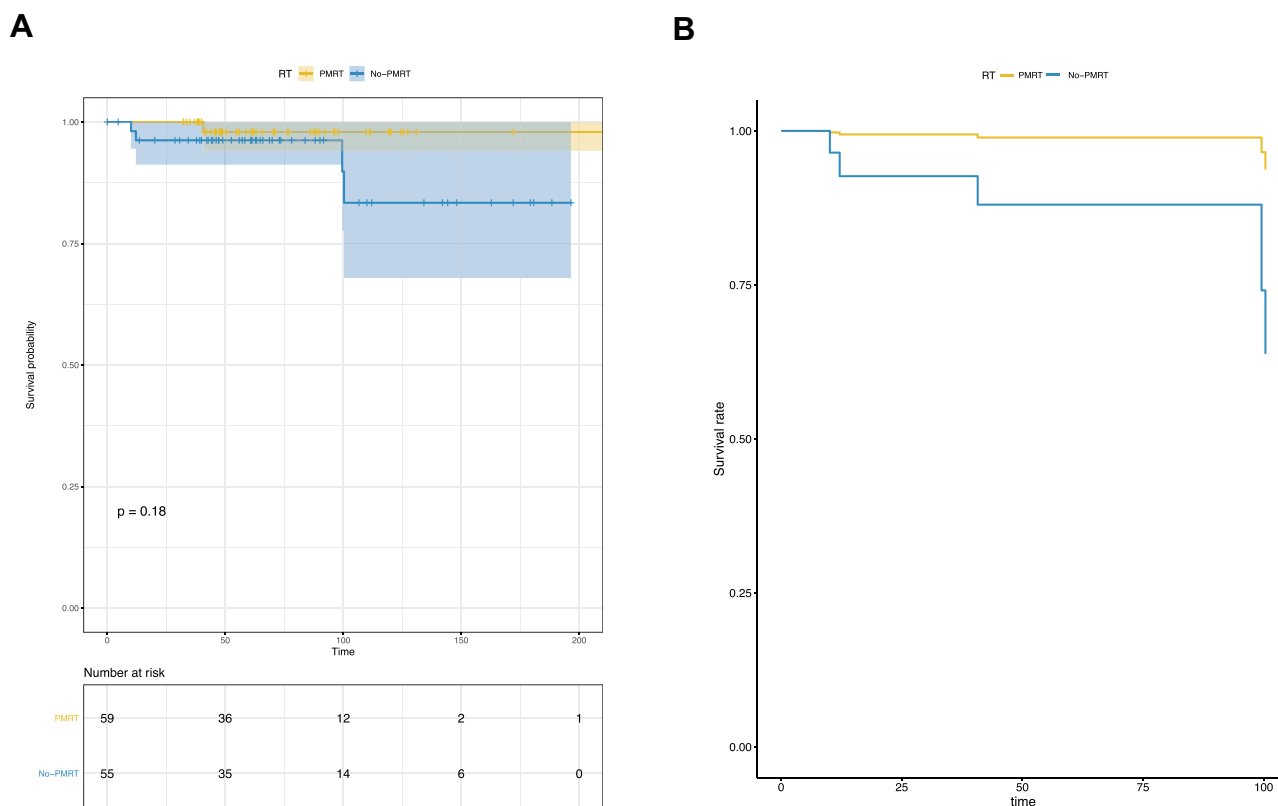 A
RT PMRT No−PMRT
1.00
0.75
0.50
0.25
0.00
Survival probability
p = 0.18
0 50 100 150 200
Time
Number at risk
PMRT 59 36 12 2 1
No−PMRT 55 35 14 6 0
B
RT PMRT No−PMRT
1.00
0.75
0.50
0.25
0.00
Survival rate
0 25 50 75 100
time